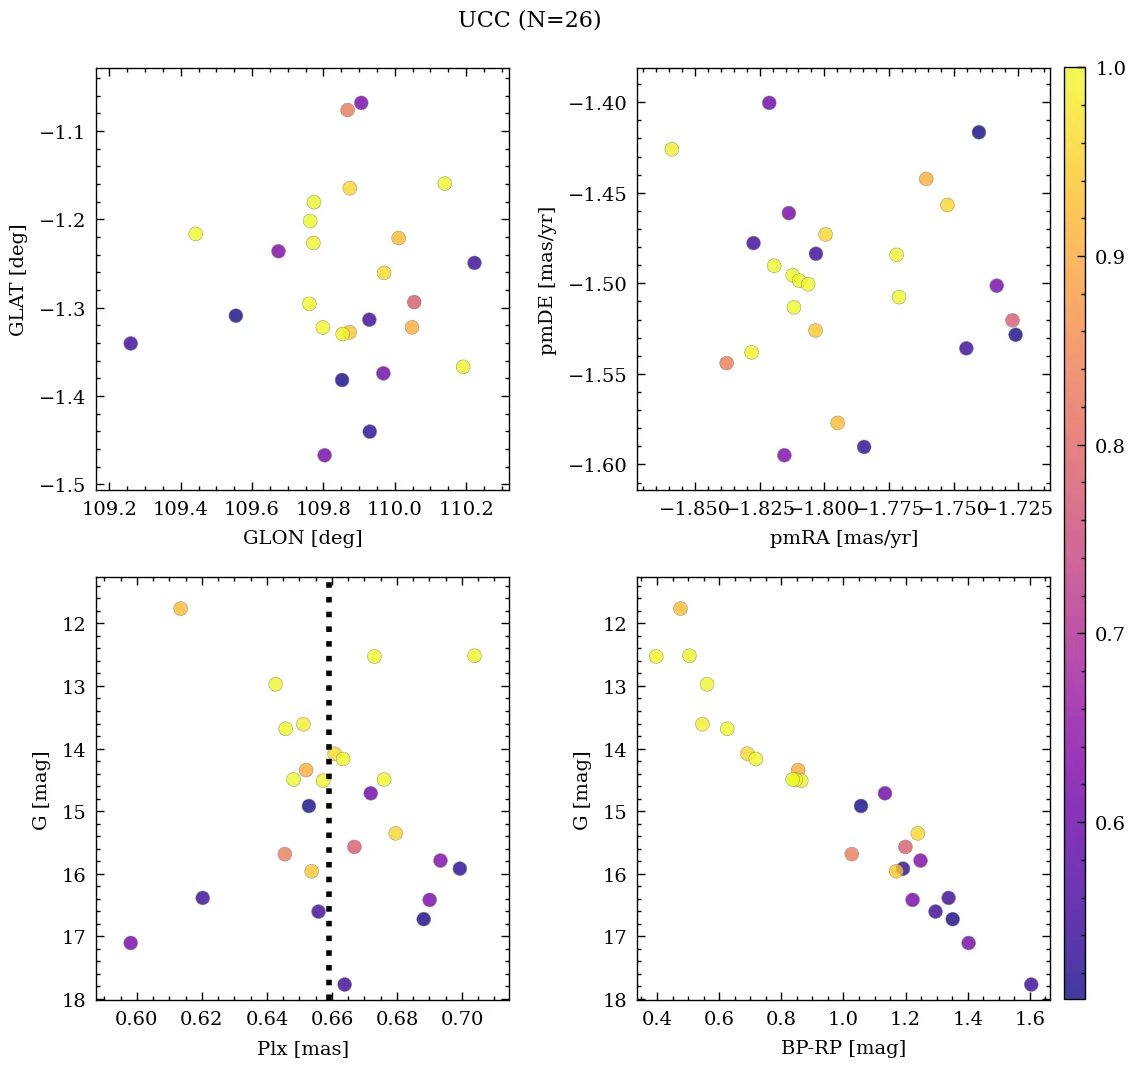 UCC (N=26)
−1.1
−1.2
−1.3
−1.4
−1.5
GLAT [deg]
109.2 109.4 109.6 109.8 110.0 110.2
GLON [deg]
−1.40
−1.45
−1.50
−1.55
−1.60
pmDE [mas/yr]
−1.850 −1.825 −1.800 −1.775 −1.750 −1.725
pmRA [mas/yr]
12
13
14
15
16
17
18
G [mag]
0.60 0.62 0.64 0.66 0.68 0.70
Plx [mas]
12
13
14
15
16
17
18
G [mag]
0.4 0.6 0.8 1.0 1.2 1.4 1.6
BP-RP [mag]
1.0
0.9
0.8
0.7
0.6